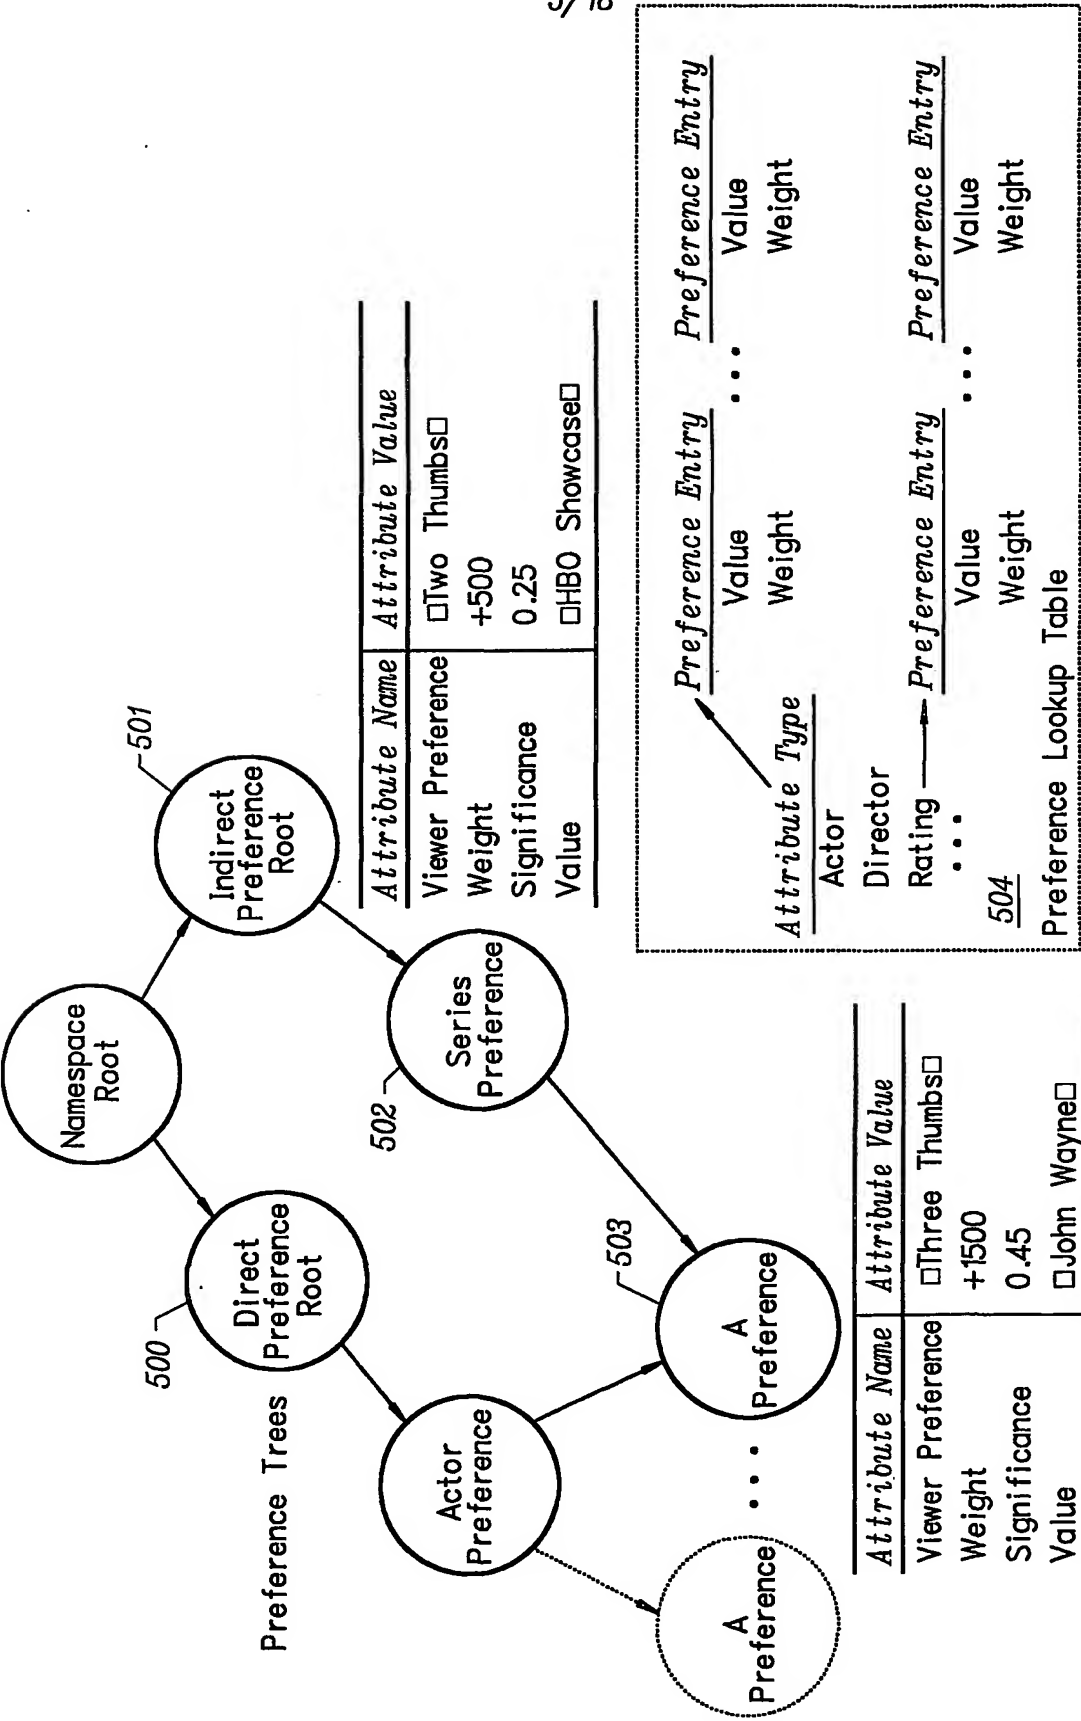 5/18
Preference Trees
Namespace
Root
500
Direct
Preference
Root
501
Indirect
Preference
Root
Actor
Preference
502
Series
Preference
A
Preference
...
503
A
Preference
Attribute Name Attribute Value
Viewer Preference □Two Thumbs□
Weight +500
Significance 0.25
Value □HBO Showcase□
Attribute Name Attribute Value
Viewer Preference □Three Thumbs□
Weight +1500
Significance 0.45
Value □John Wayne□
Preference Entry ... Preference Entry
Value Value
Weight Weight
Attribute Type
Actor
Director
Rating Preference Entry ... Preference Entry
... Value Value
504 Weight Weight
Preference Lookup Table